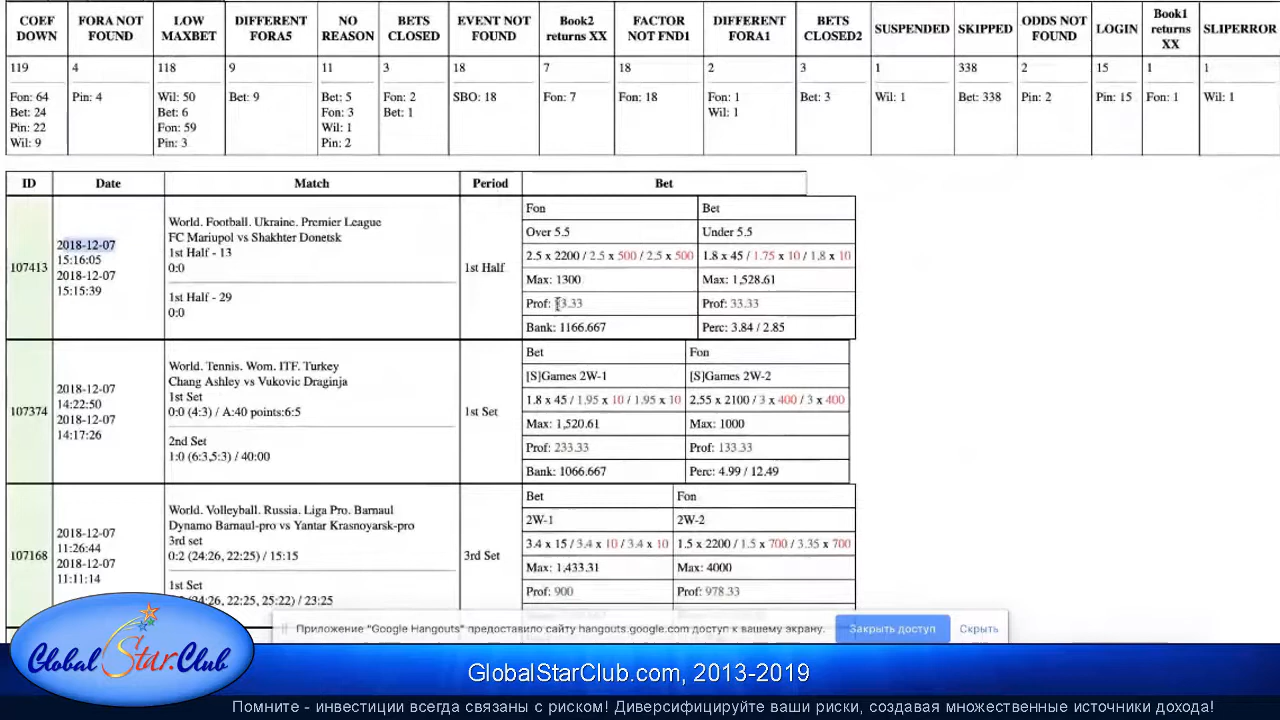 COEF DOWN
FORA NOT FOUND
LOW MAXBET
DIFFERENT FORA5
NO REASON
BETS CLOSED
EVENT NOT FOUND
Book2 returns XX
FACTOR NOT FND1
DIFFERENT FORA1
BETS CLOSED2
SUSPENDED
SKIPPED
ODDS NOT FOUND
LOGIN
Book1 returns XX
SLIPERROR
119 4 118 9 11 3 18 7 18 2 3 1 338 2 15 1 1
Fon: 64 Pin: 4 Wil: 50 Bet: 9 Bet: 5 Fon: 2 SBO: 18 Fon: 7 Fon: 18 Fon: 1 Bet: 3 Wil: 1 Bet: 338 Pin: 2 Pin: 15 Fon: 1 Wil: 1
Bet: 24 Bet: 6 Fon: 3 Bet: 1 Wil: 1
Pin: 22 Fon: 59 Wil: 1
Wil: 9 Pin: 3 Pin: 2
ID Date Match Period Bet
107413
2018-12-07
15:16:05
2018-12-07
15:15:39
World. Football. Ukraine. Premier League
FC Mariupol vs Shakhter Donetsk
1st Half - 13
0:0
1st Half - 29
0:0
1st Half
Fon Bet
Over 5.5 Under 5.5
2.5 x 2200 / 2.5 x 500 / 2.5 x 500 1.8 x 45 / 1.75 x 10 / 1.8 x 10
Max: 1300 Max: 1,528.61
Prof: 3.33 Prof: 33.33
Bank: 1166.667 Perc: 3.84 / 2.85
107374
2018-12-07
14:22:50
2018-12-07
14:17:26
World. Tennis. Wom. ITF. Turkey
Chang Ashley vs Vukovic Draginja
1st Set
0:0 (4:3) / A:40 points:6:5
2nd Set
1:0 (6:3,5:3) / 40:00
1st Set
Bet Fon
[S]Games 2W-1 [S]Games 2W-2
1.8 x 45 / 1.95 x 10 / 1.95 x 10 2.55 x 2100 / 3 x 400 / 3 x 400
Max: 1,520.61 Max: 1000
Prof: 233.33 Prof: 133.33
Bank: 1066.667 Perc: 4.99 / 12.49
107168
2018-12-07
11:26:44
2018-12-07
11:11:14
World. Volleyball. Russia. Liga Pro. Barnaul
Dynamo Barnaul-pro vs Yantar Krasnoyarsk-pro
3rd set
0:2 (24:26, 22:25) / 15:15
1st Set
(24:26, 22:25, 25:22) / 23:25
3rd Set
Bet Fon
2W-1 2W-2
3.4 x 15 / 3.4 x 10 / 3.4 x 10 1.5 x 2200 / 1.5 x 700 / 3.35 x 700
Max: 1,433.31 Max: 4000
Prof: 900 Prof: 978.33
Приложение "Google Hangouts" предоставило сайту hangouts.google.com доступ к вашему экрану. Закрыть доступ Скрыть
Global Star.Club
GlobalStarClub.com, 2013-2019
Помните - инвестиции всегда связаны с риском! Диверсифицируйте ваши риски, создавая множественные источники дохода!